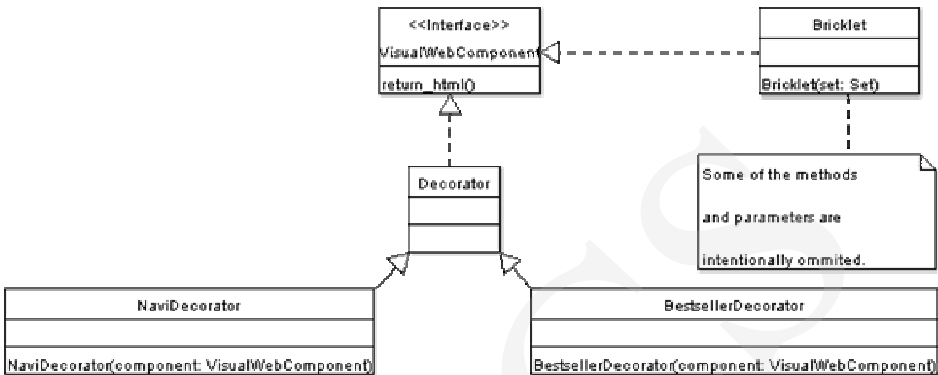 <<Interface>>
VisualWebComponent
return_html()
Bricklet
Bricklet(set: Set)
Decorator
Some of the methods
and parameters are
intentionally ommited.
NaviDecorator
NaviDecorator(component: VisualWebComponent)
BestsellerDecorator
BestsellerDecorator(component: VisualWebComponent)